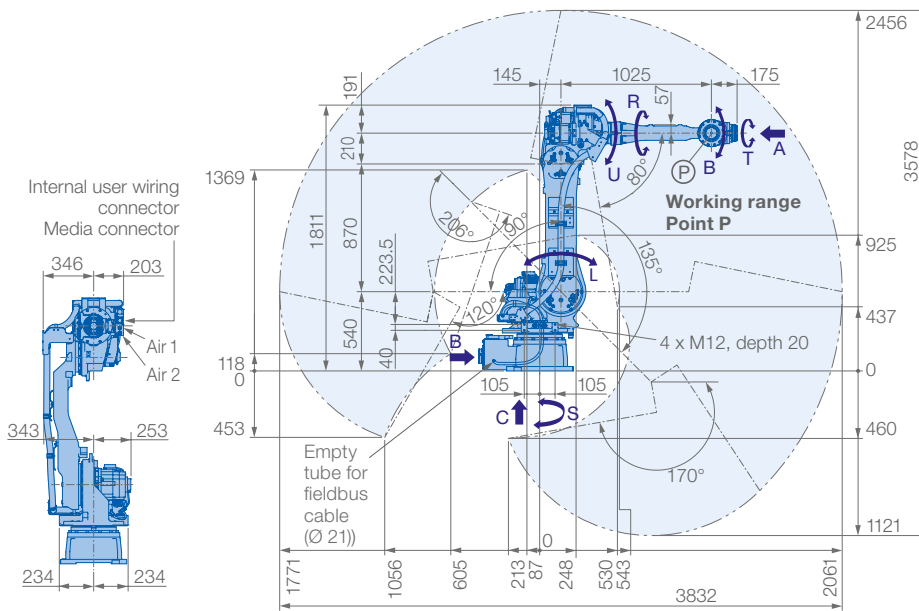 2456
145
1025
175
191
57
R
210
U
80°
P
B
T
A
3578
Internal user wiring
connector
Media connector
1369
1811
870
206°
90°
Working range
Point P
135°
925
346
203
223.5
L
120°
437
Air 1
Air 2
540
B
4 x M12, depth 20
118
0
40
0
105
105
C
S
453
460
343
253
Empty
tube for
fieldbus
cable
(Ø 21))
170°
1121
234
234
1771
1056
605
213
87
0
248
530
543
2061
3832